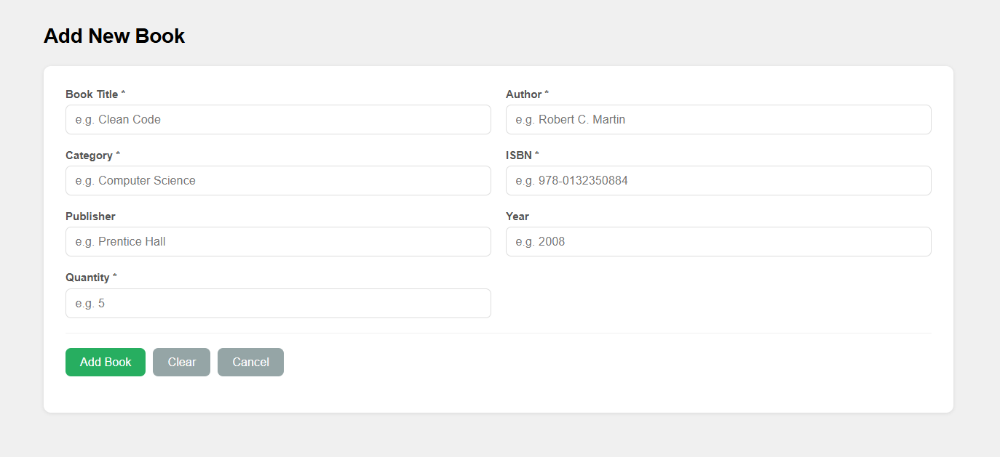 Add New Book
Book Title *
Author *
e.g. Clean Code
e.g. Robert C. Martin
Category *
ISBN *
e.g. Computer Science
e.g. 978-0132350884
Publisher
Year
e.g. Prentice Hall
e.g. 2008
Quantity *
e.g. 5
Add Book
Clear
Cancel